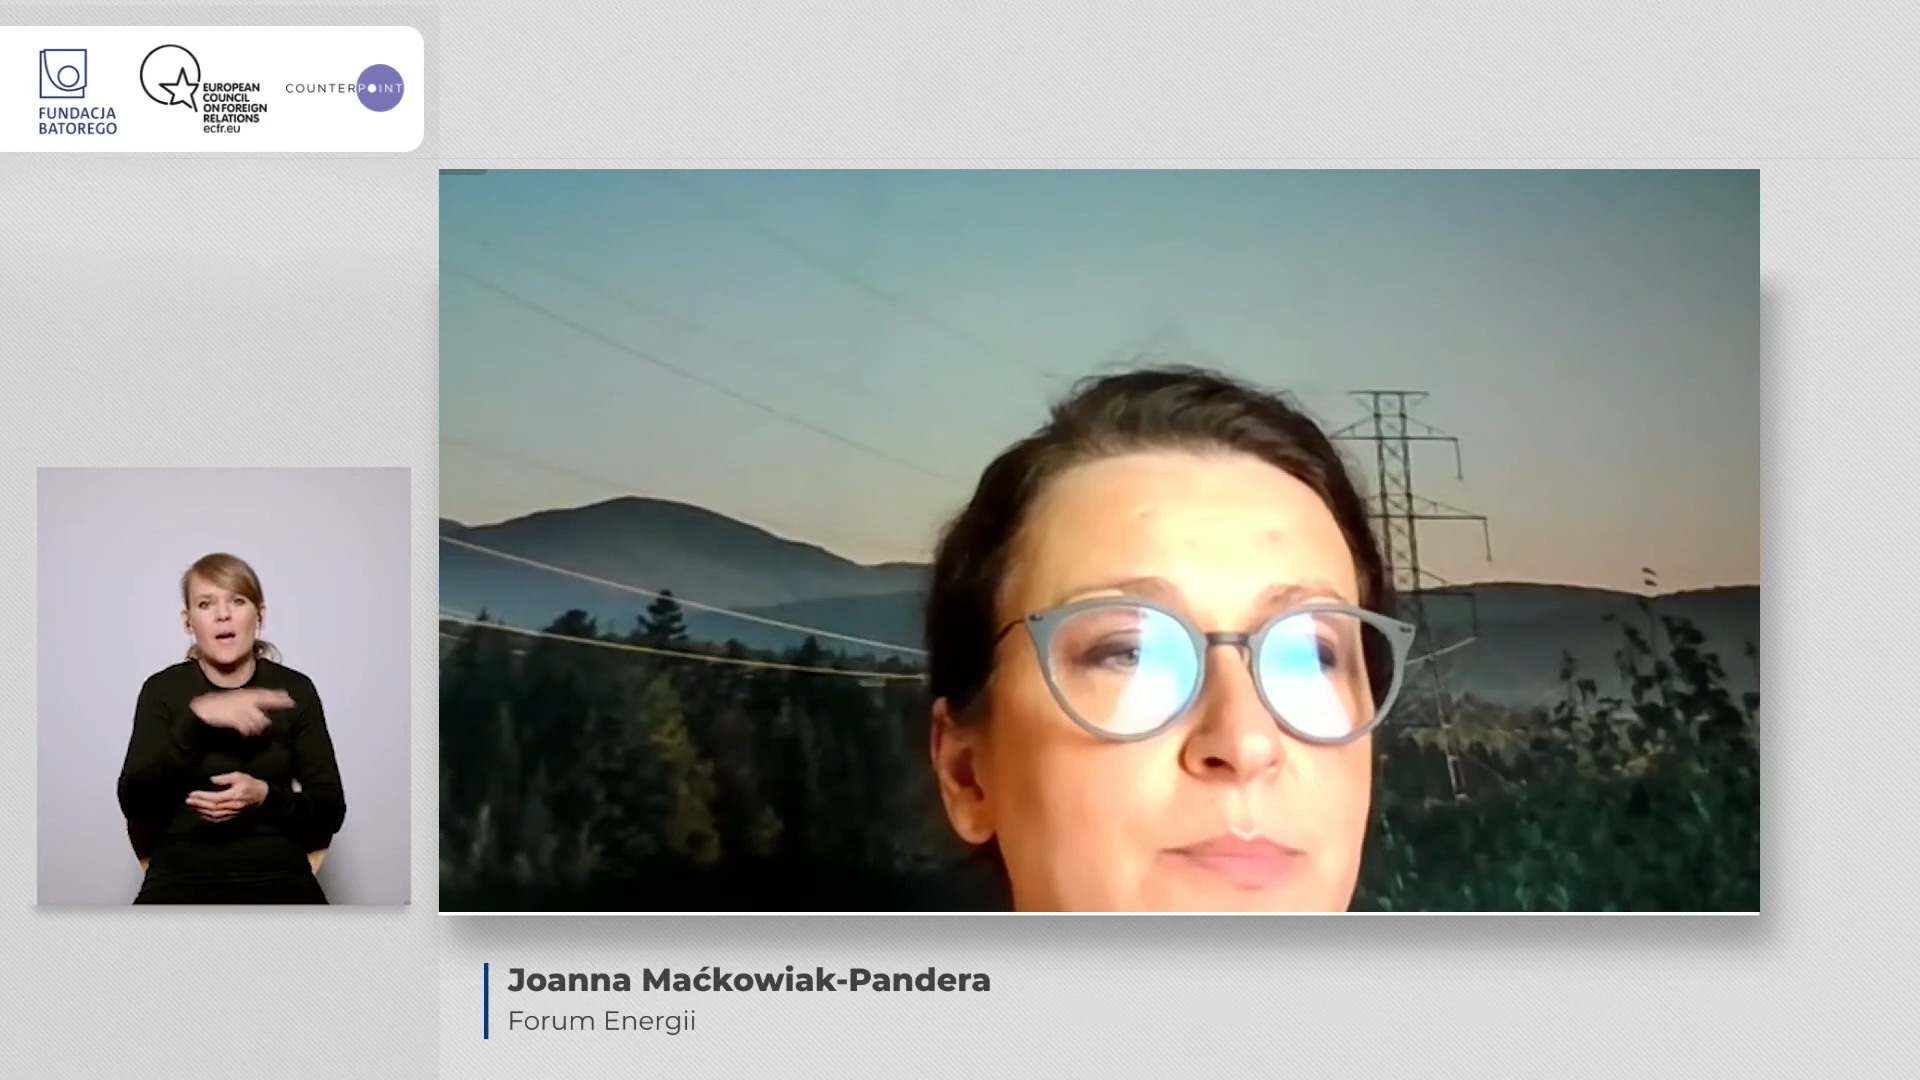 FUNDACJA
BATOREGO
EUROPEAN
COUNCIL
ON FOREIGN
RELATIONS
ecfr.eu
COUNTERPOINT
Joanna Maćkowiak-Pandera
Forum Energii